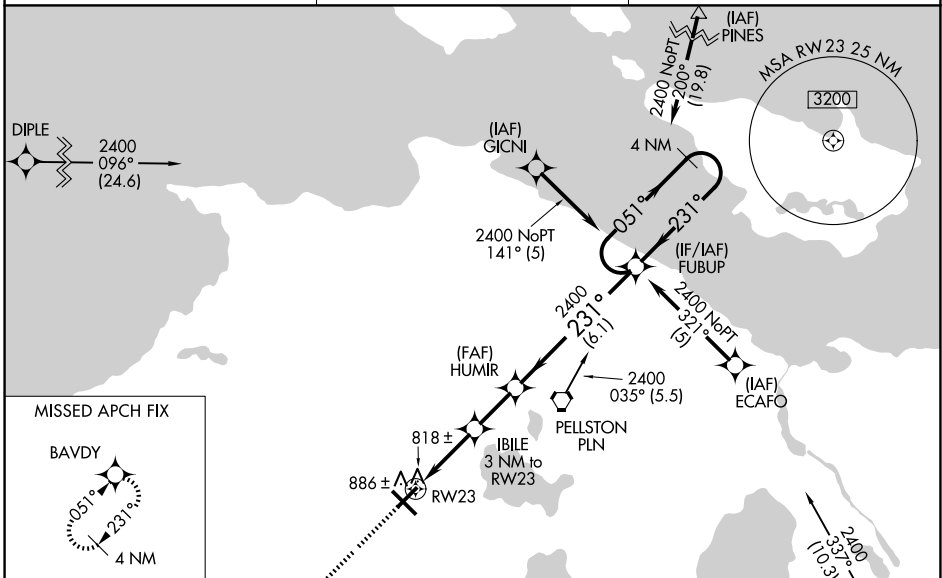 (IAF)
PINES
2400 NoPT
200°
(19.8)
MSA RW 23 25 NM
3200
DIPLE
2400
096°
(24.6)
(IAF)
GICNI
4 NM
051°
231°
2400 NoPT
141° (5)
(IF/IAF)
FUBUP
2400
231°
(6.1)
2400 NoPT
321°
(5)
(FAF)
HUMIR
2400
035° (5.5)
(IAF)
ECAFO
PELLSTON
PLN
MISSED APCH FIX
BAVDY
051°
231°
4 NM
818 ±
IBILE
3 NM to
RW23
886 ±
RW23
2400
337°
(10.3)